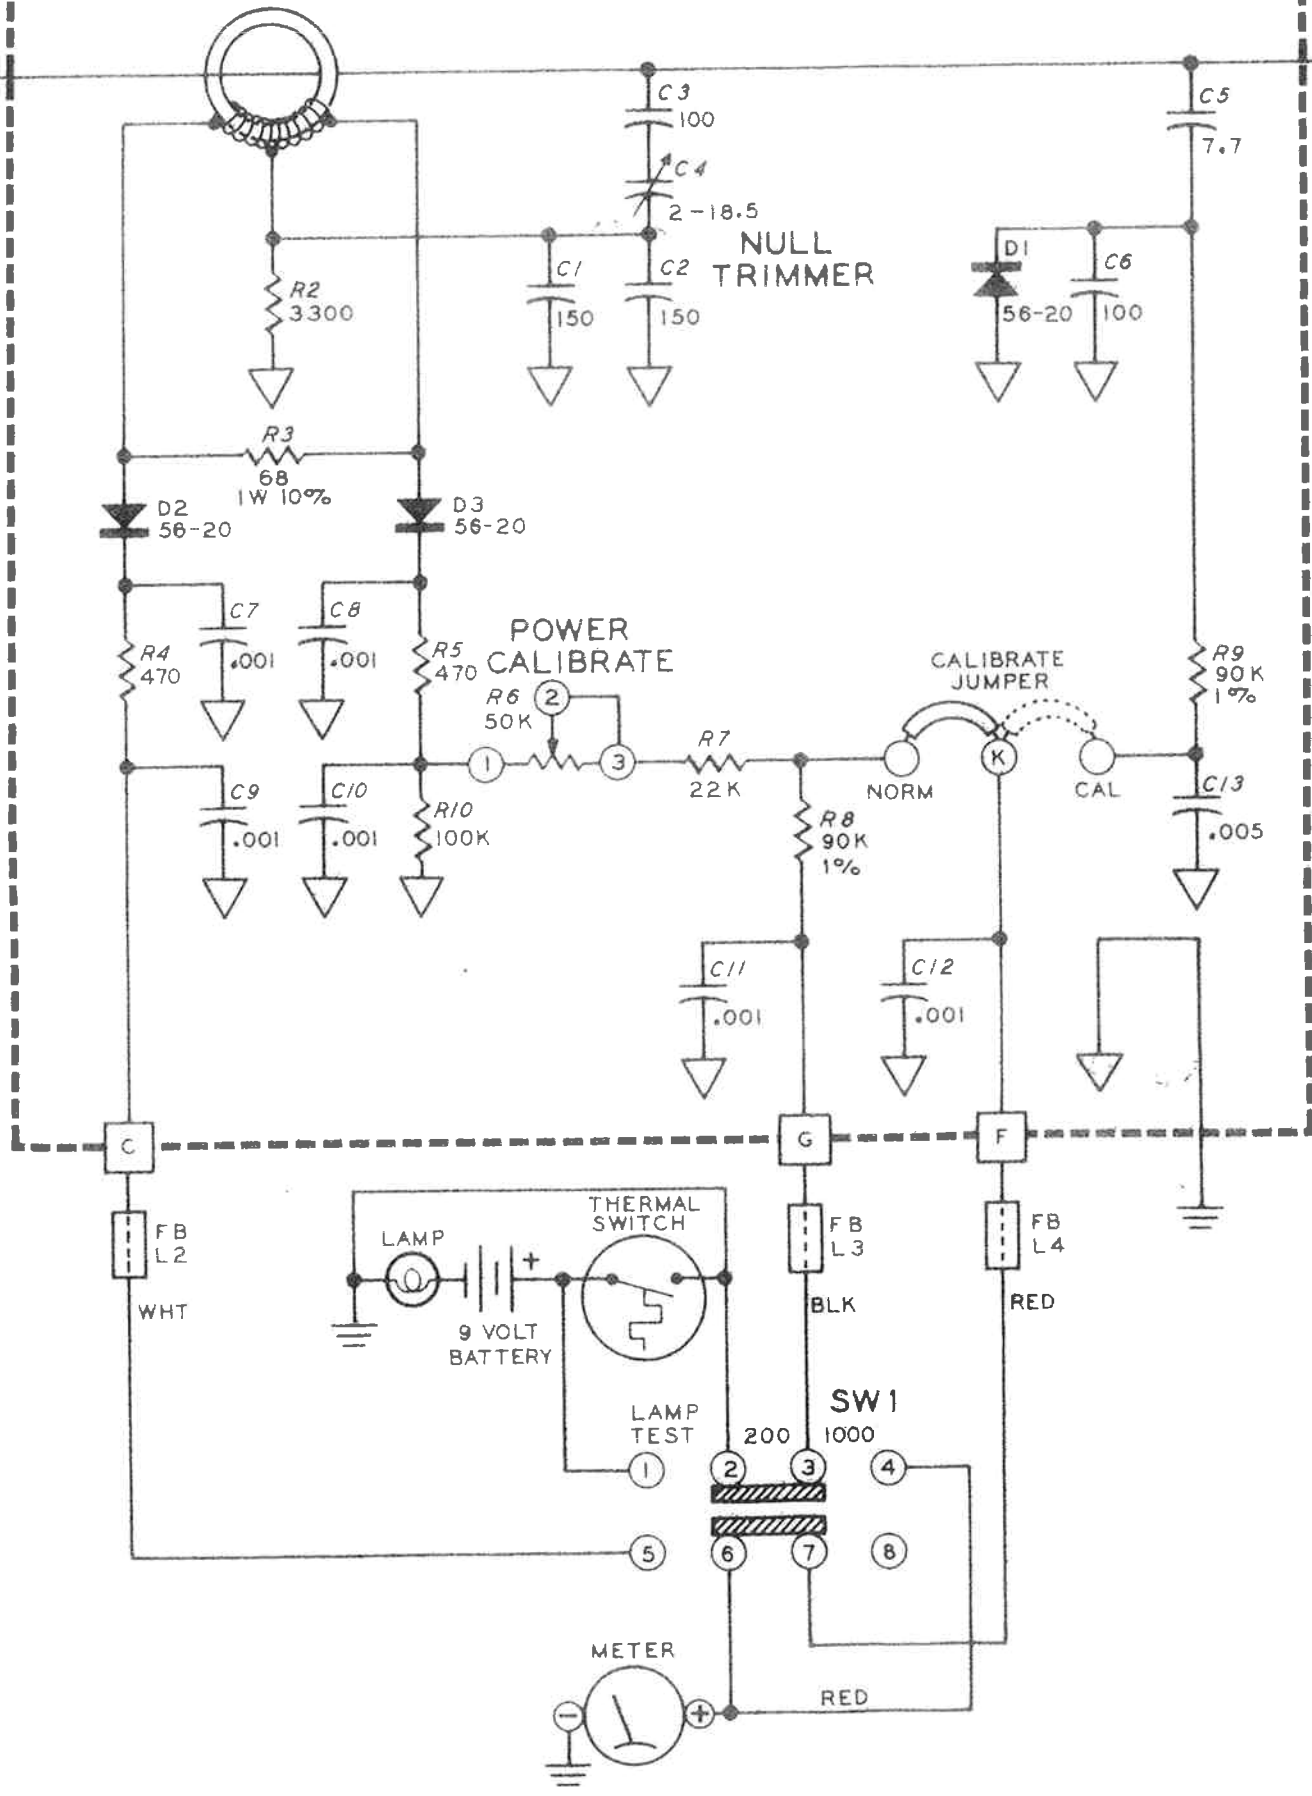 C3
100
C5
7.7
C4
2-18.5
NULL
TRIMMER
R2
3300
C1
150
C2
150
D1
56-20
C6
100
R3
68
1W 10%
D2
56-20
D3
56-20
C7
.001
C8
.001
R4
470
R5
470
POWER
CALIBRATE
R6
50K
2
1
3
R7
22K
CALIBRATE
JUMPER
K
NORM
CAL
R9
90K
1%
C13
.005
C9
.001
C10
.001
R10
100K
R8
90K
1%
C11
.001
C12
.001
C
G
F
FB
L2
WHT
LAMP
+
9 VOLT
BATTERY
THERMAL
SWITCH
FB
L3
BLK
FB
L4
RED
LAMP
TEST
200
1000
SW1
1
2
3
4
5
6
7
8
METER
−
+
RED